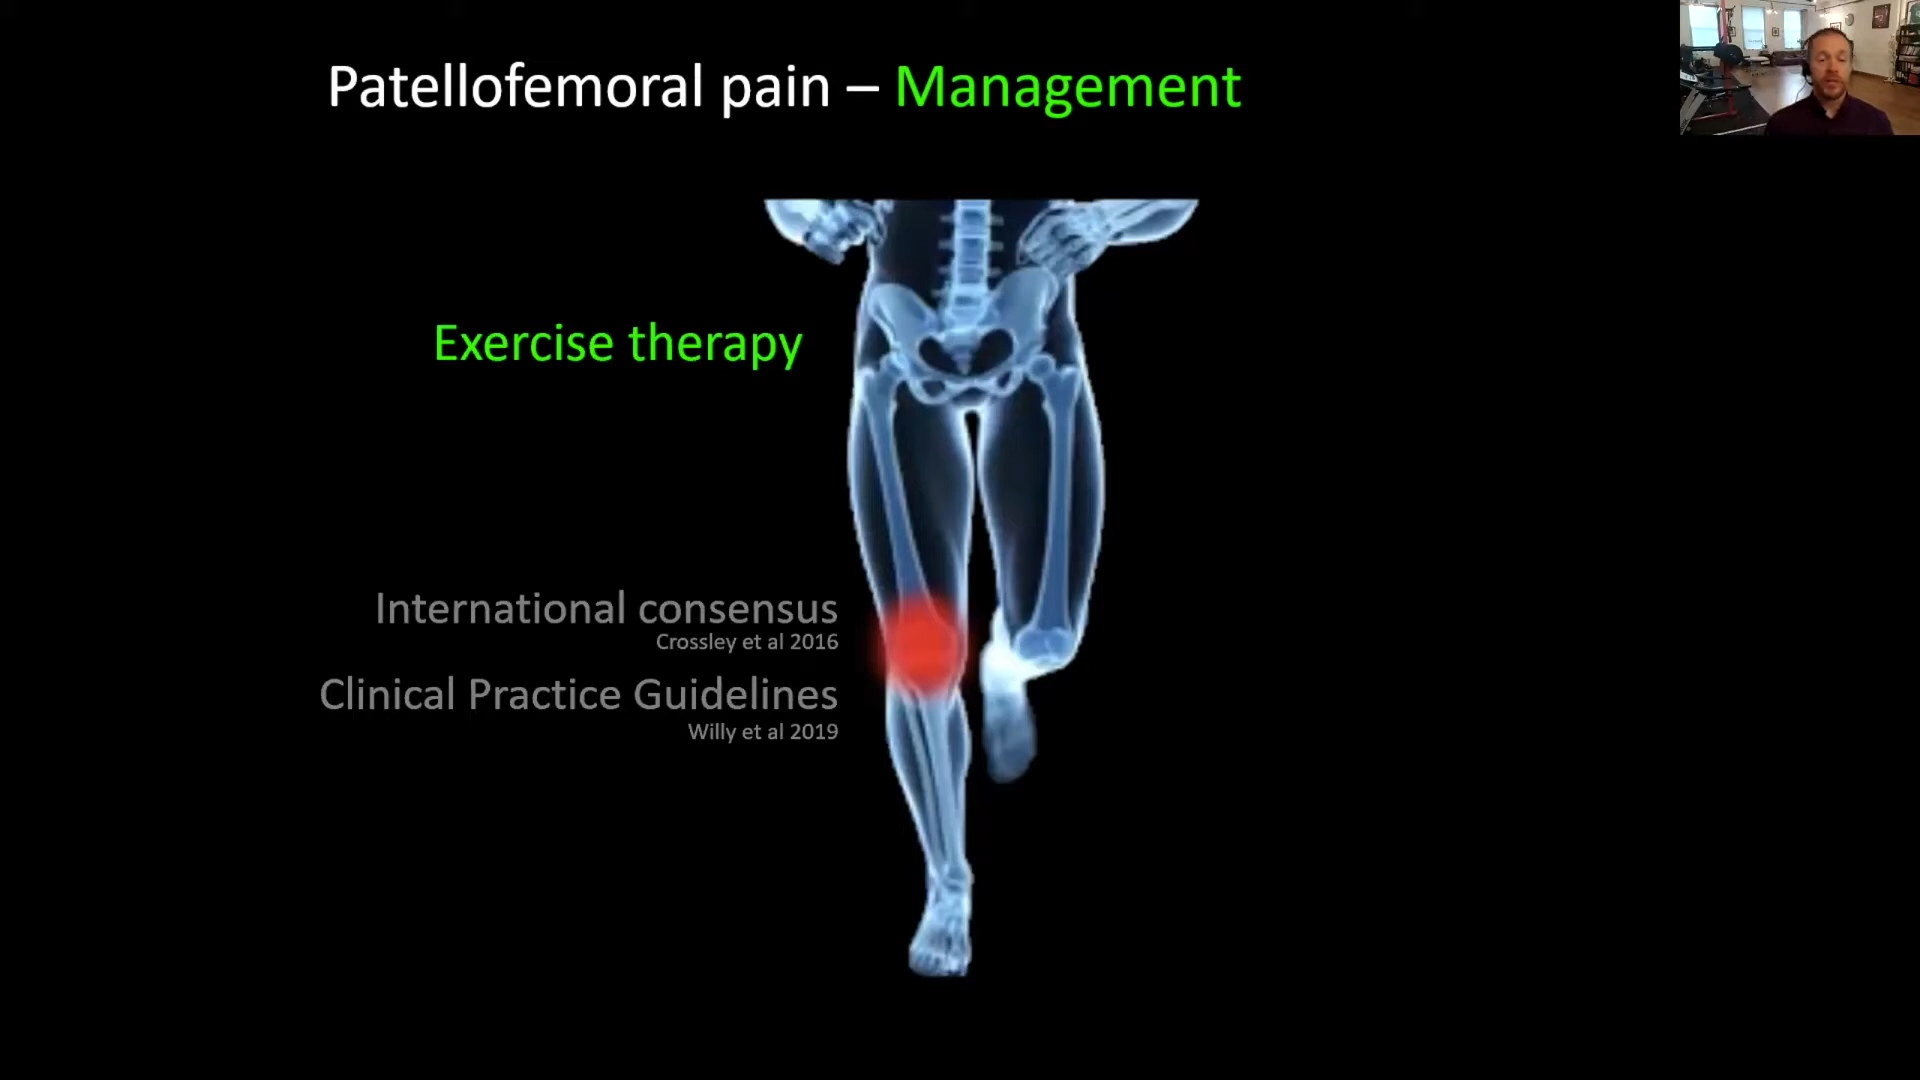 Patellofemoral pain – Management
Exercise therapy
International consensus
Crossley et al 2016
Clinical Practice Guidelines
Willy et al 2019